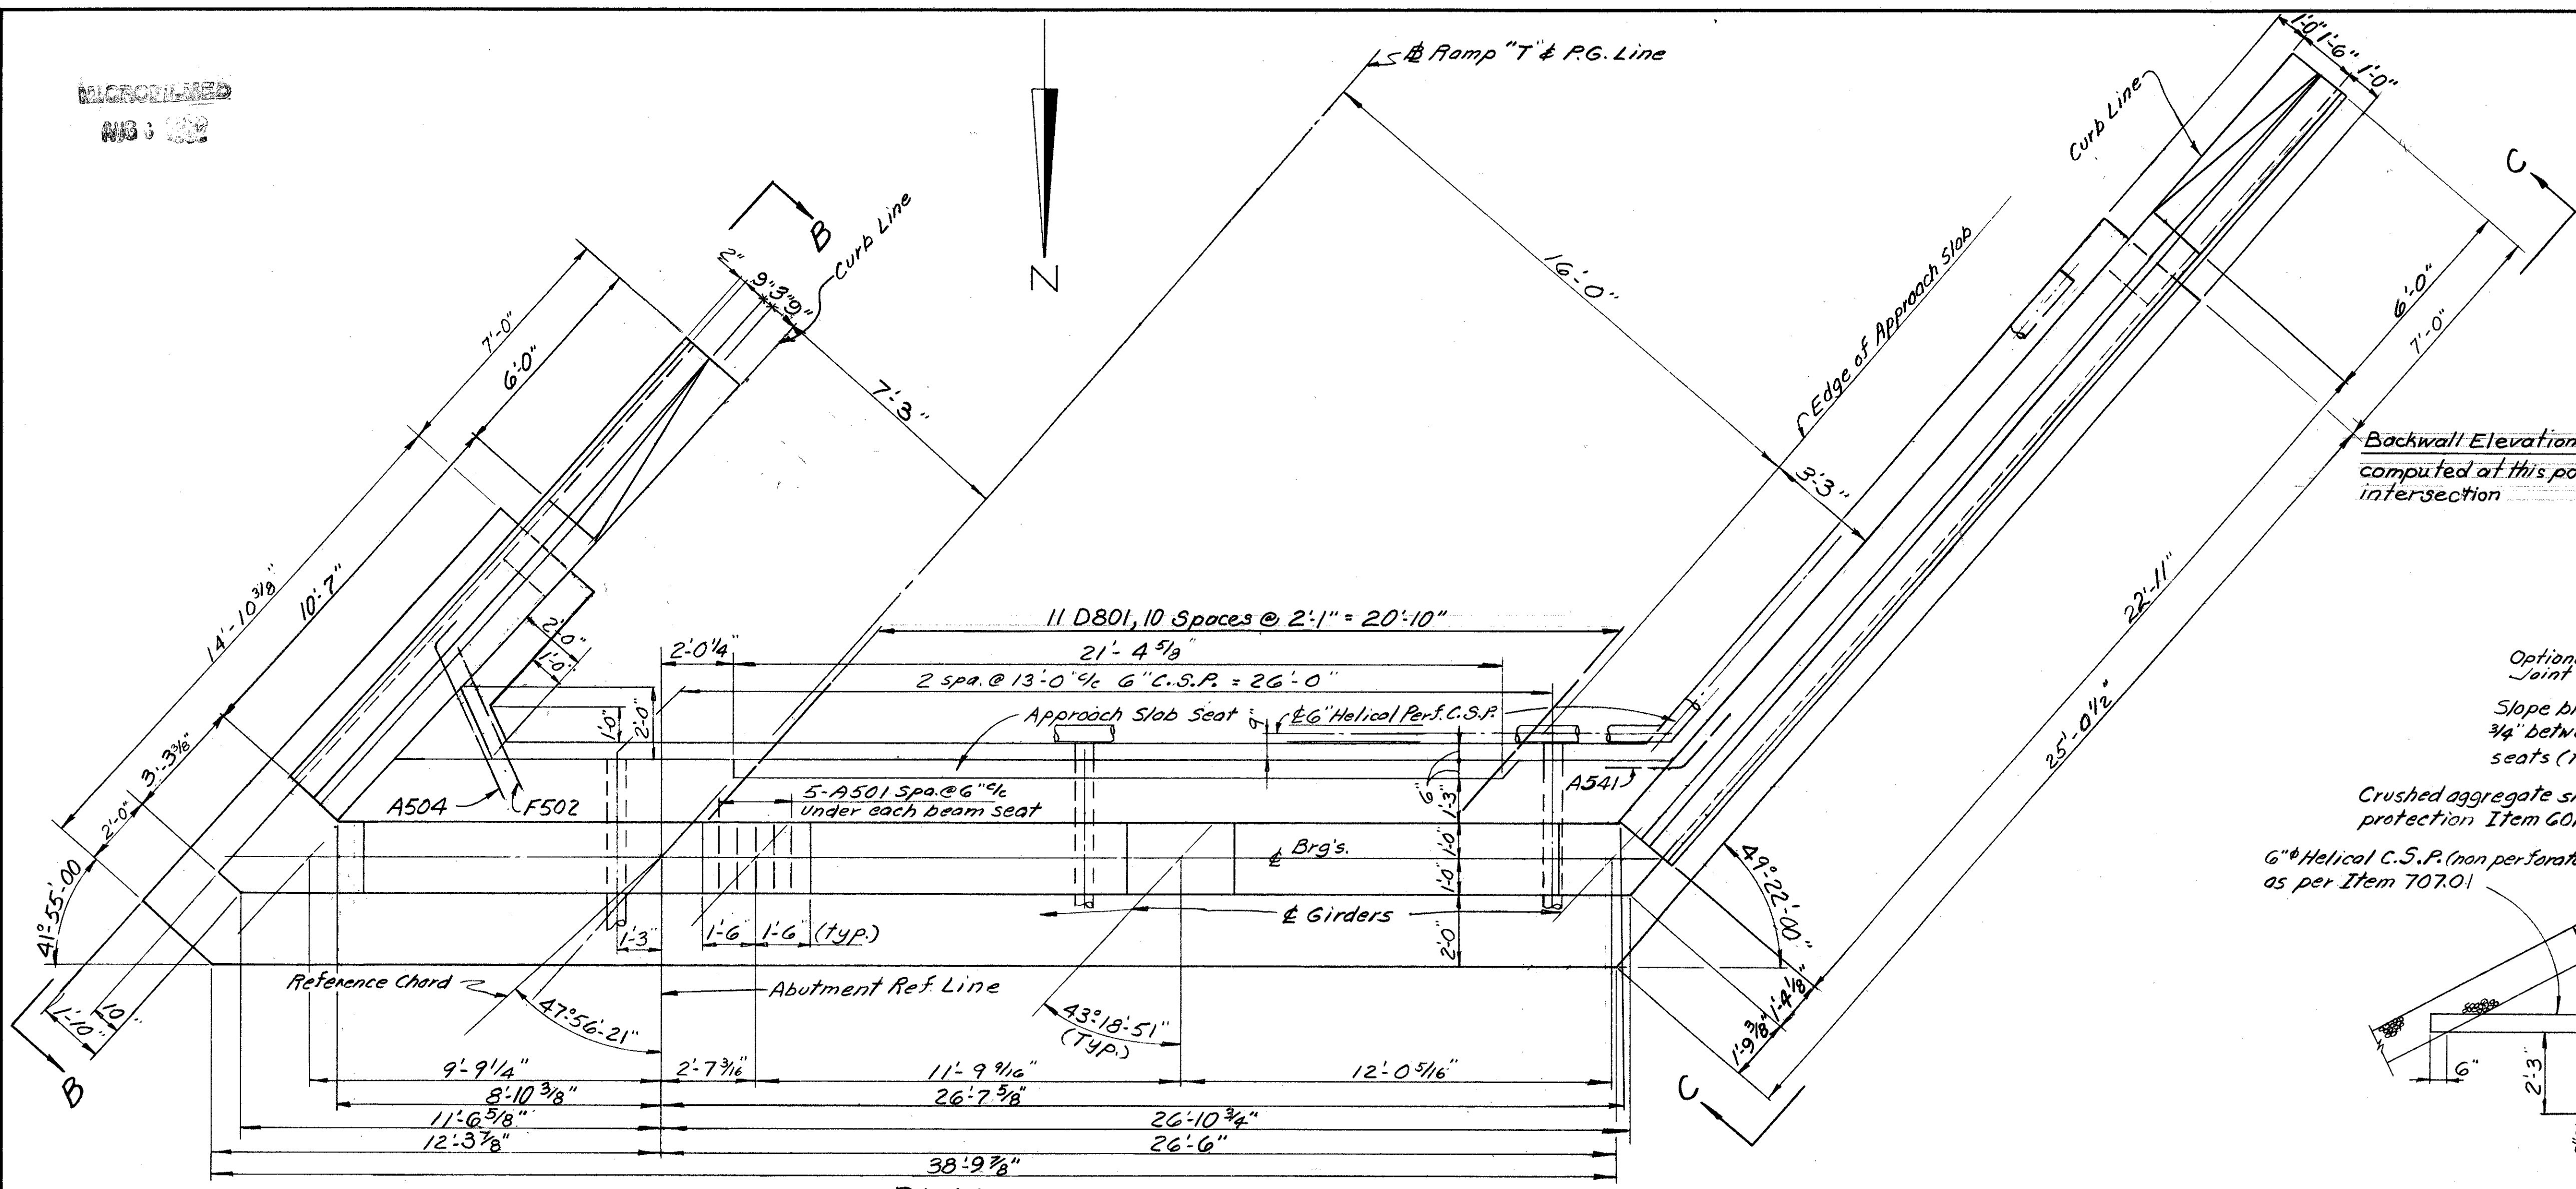 MICROFILMED
AUG
℄ Ramp "T" & P.G. Line
N
B
Curb Line
2"
9"
3"
9"
7'-0"
6'-0"
7'-3"
16'-0"
Edge of Approach Slab
3'-3"
Curb Line
1'-0"
1'-6"
1'-0"
C
6'-0"
7'-0"
Backwall Elevation
computed at this po
intersection
14'-10 3/8"
10'-7"
2'-0"
1'-0"
11 D801, 10 Spaces @ 2'-1" = 20'-10"
2'-0 1/4"
21'-4 5/8"
2 spa. @ 13'-0" c/c 6" C.S.P. = 26'-0"
Approach Slab Seat
9"
℄ 6" Helical Perf. C.S.P.
1'-0"
2'-0"
A504
F502
5-A501 Spa. @ 6" c/c
under each beam seat
6"
1'-3"
A541
22'-11"
25'-0 1/2"
Option
Joint
Slope b
3/4" betw
seats (
Crushed aggregate s
protection Item 60
6"φ Helical C.S.P. (non perforat
as per Item 707.01
3'-3 3/8"
2'-0"
41°-55'-00
℄ Brg's.
1'-0"
1'-0"
2'-0"
℄ Girders
49°-22'-00"
1'-3"
1'-6"
1'-6" (typ.)
Reference Chord
Abutment Ref. Line
47°-56'-21"
43°-18'-51"
(Typ.)
1'-10"
10"
B
1'-4 1/8"
1'-9 3/8"
C
6"
2'-3"
9'-9 1/4"
2'-7 3/16"
11'-9 9/16"
12'-0 5/16"
8'-10 3/8"
26'-7 5/8"
11'-6 5/8"
26'-10 3/4"
12'-3 7/8"
26'-6"
38'-9 7/8"